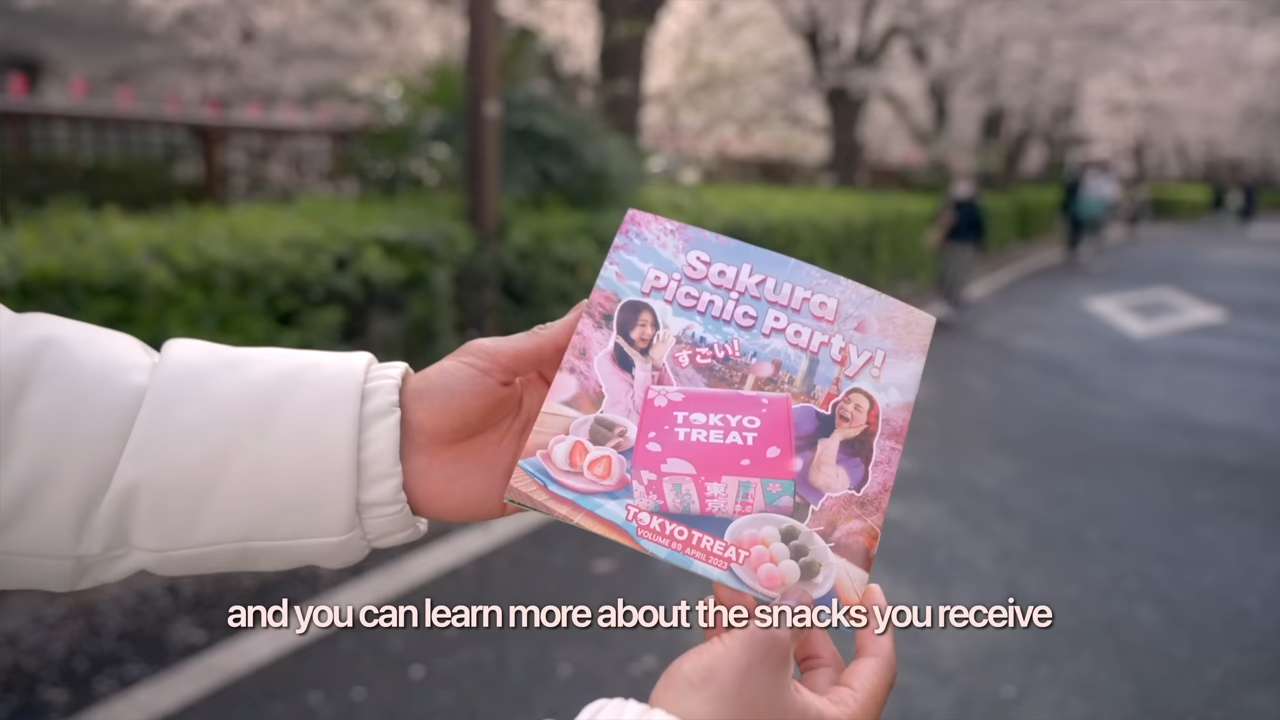 Sakura
Picnic Party!
すごい!
TOKYO
TREAT
東京
TOKYO TREAT
VOLUME 89, APRIL 2023
and you can learn more about the snacks you receive